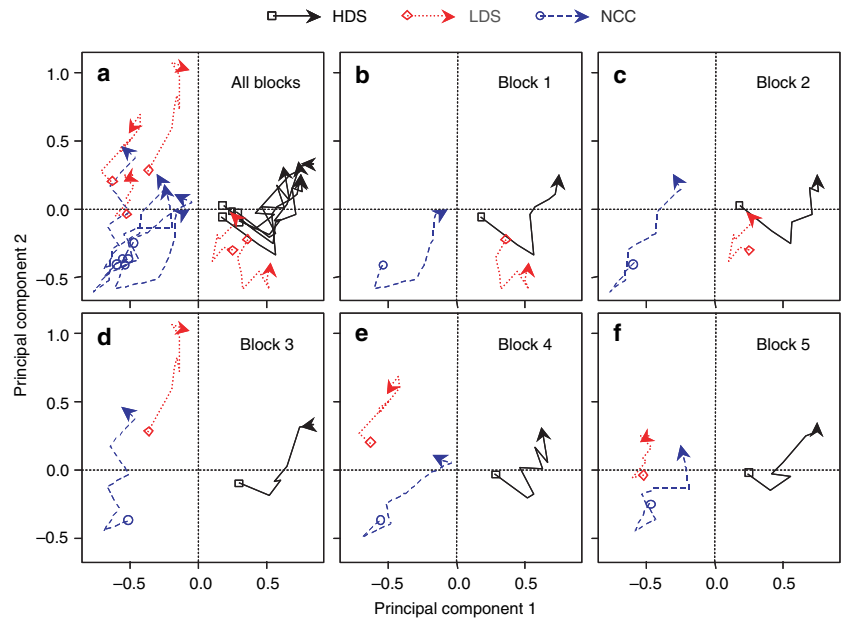 HDS LDS NCC
a All blocks
b Block 1
c Block 2
1.0
0.5
0.0
−0.5
d Block 3
e Block 4
f Block 5
1.0
0.5
0.0
−0.5
−0.5 0.0 0.5 −0.5 0.0 0.5 −0.5 0.0 0.5
Principal component 2
Principal component 1